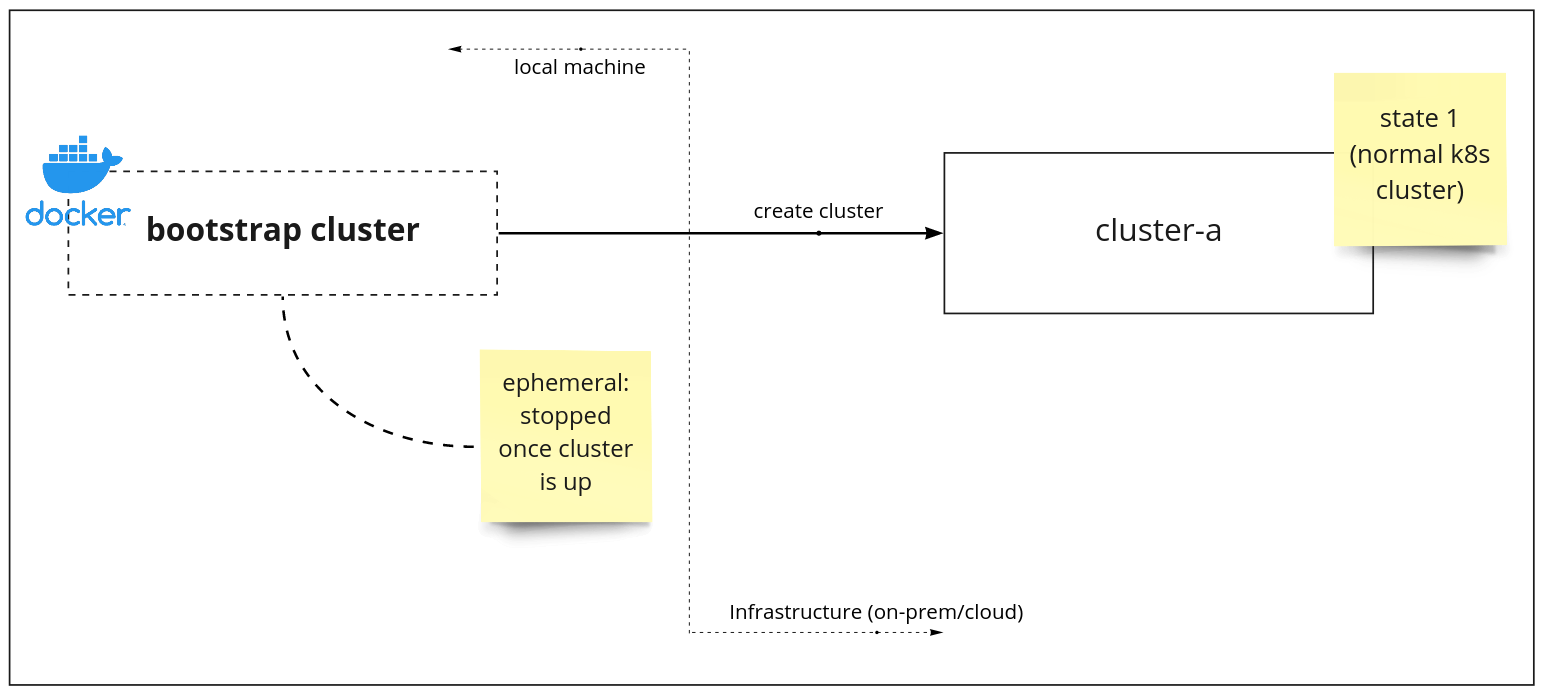 local machine
state 1
(normal k8s
cluster)
docker
bootstrap cluster
create cluster
cluster-a
ephemeral:
stopped
once cluster
is up
Infrastructure (on-prem/cloud)